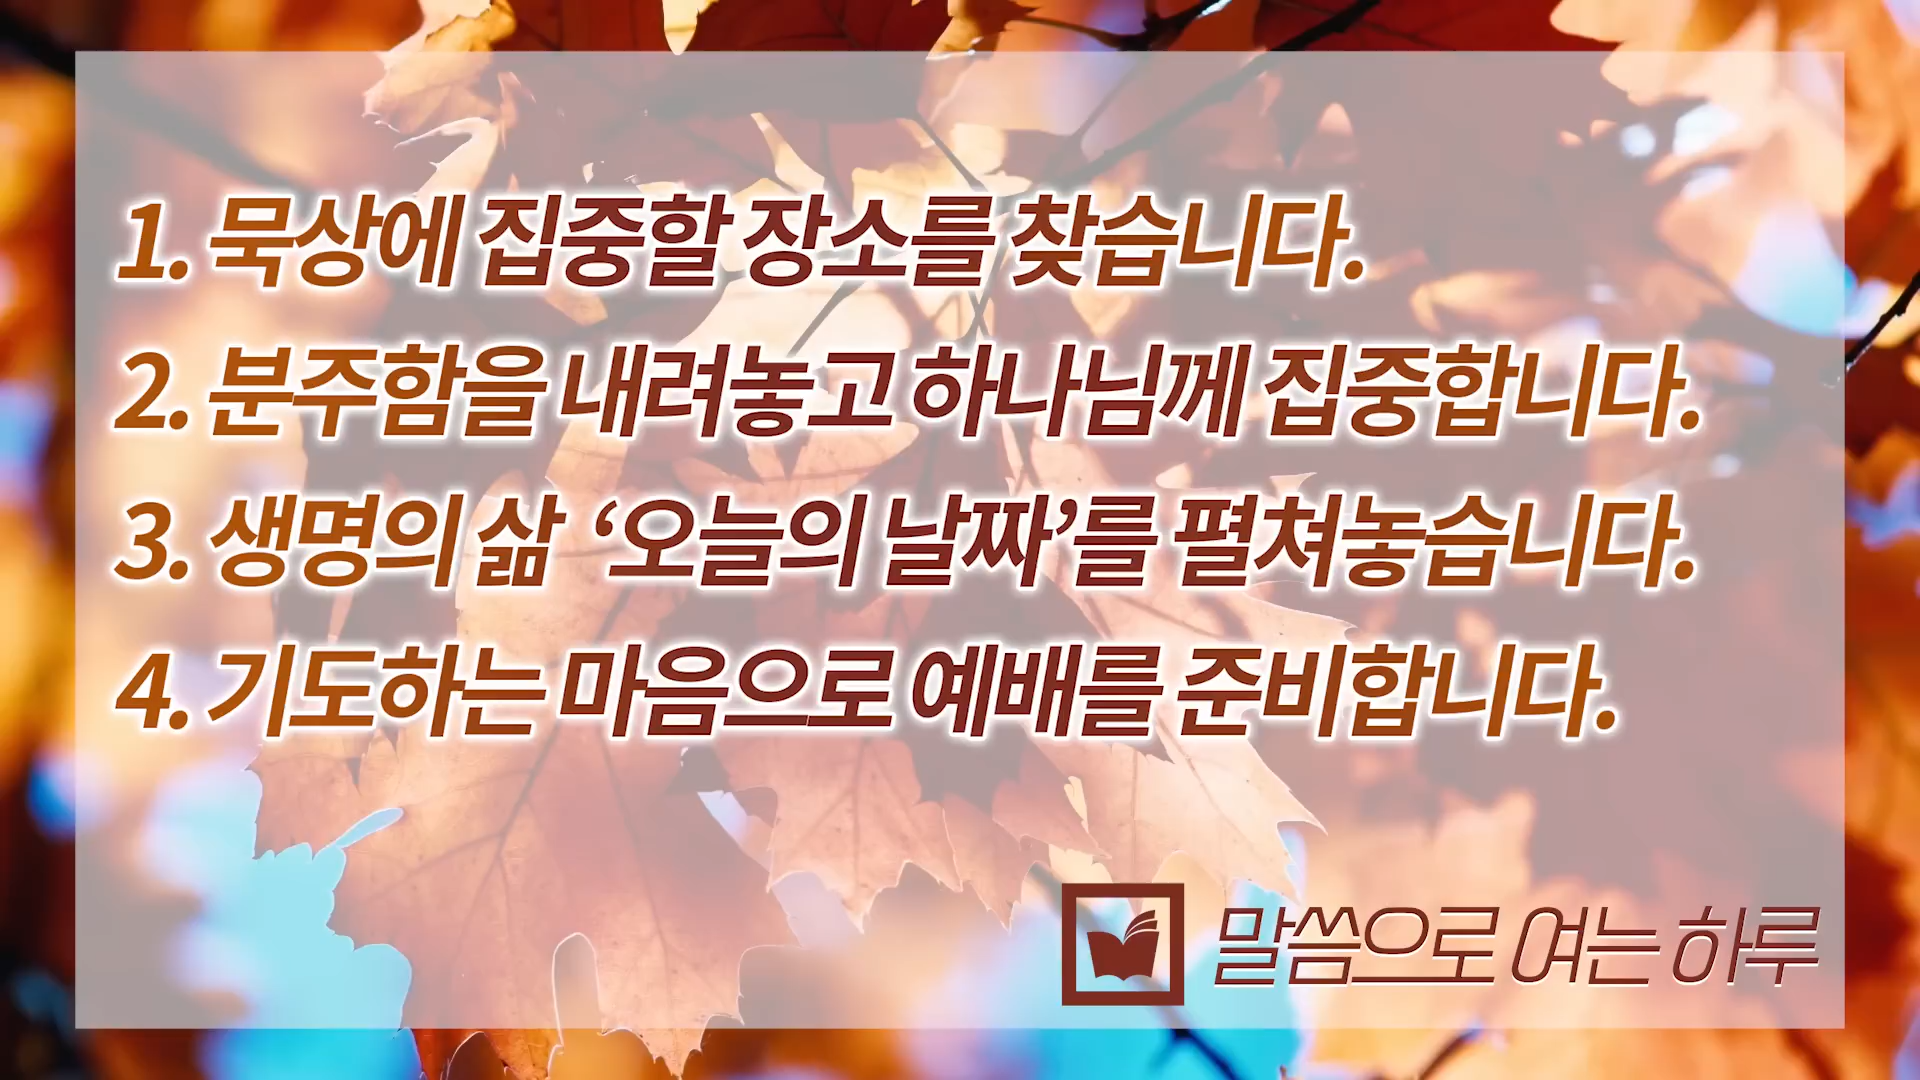 1. 묵상에 집중할 장소를 찾습니다.
2. 분주함을 내려놓고 하나님께 집중합니다.
3. 생명의 삶 ‘오늘의 날짜’를 펼쳐놓습니다.
4. 기도하는 마음으로 예배를 준비합니다.
말씀으로 여는 하루